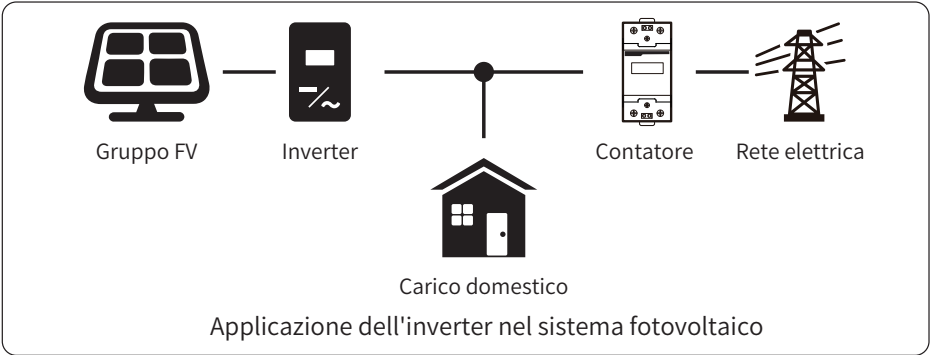 Gruppo FV
Inverter
Contatore
Rete elettrica
Carico domestico
Applicazione dell'inverter nel sistema fotovoltaico